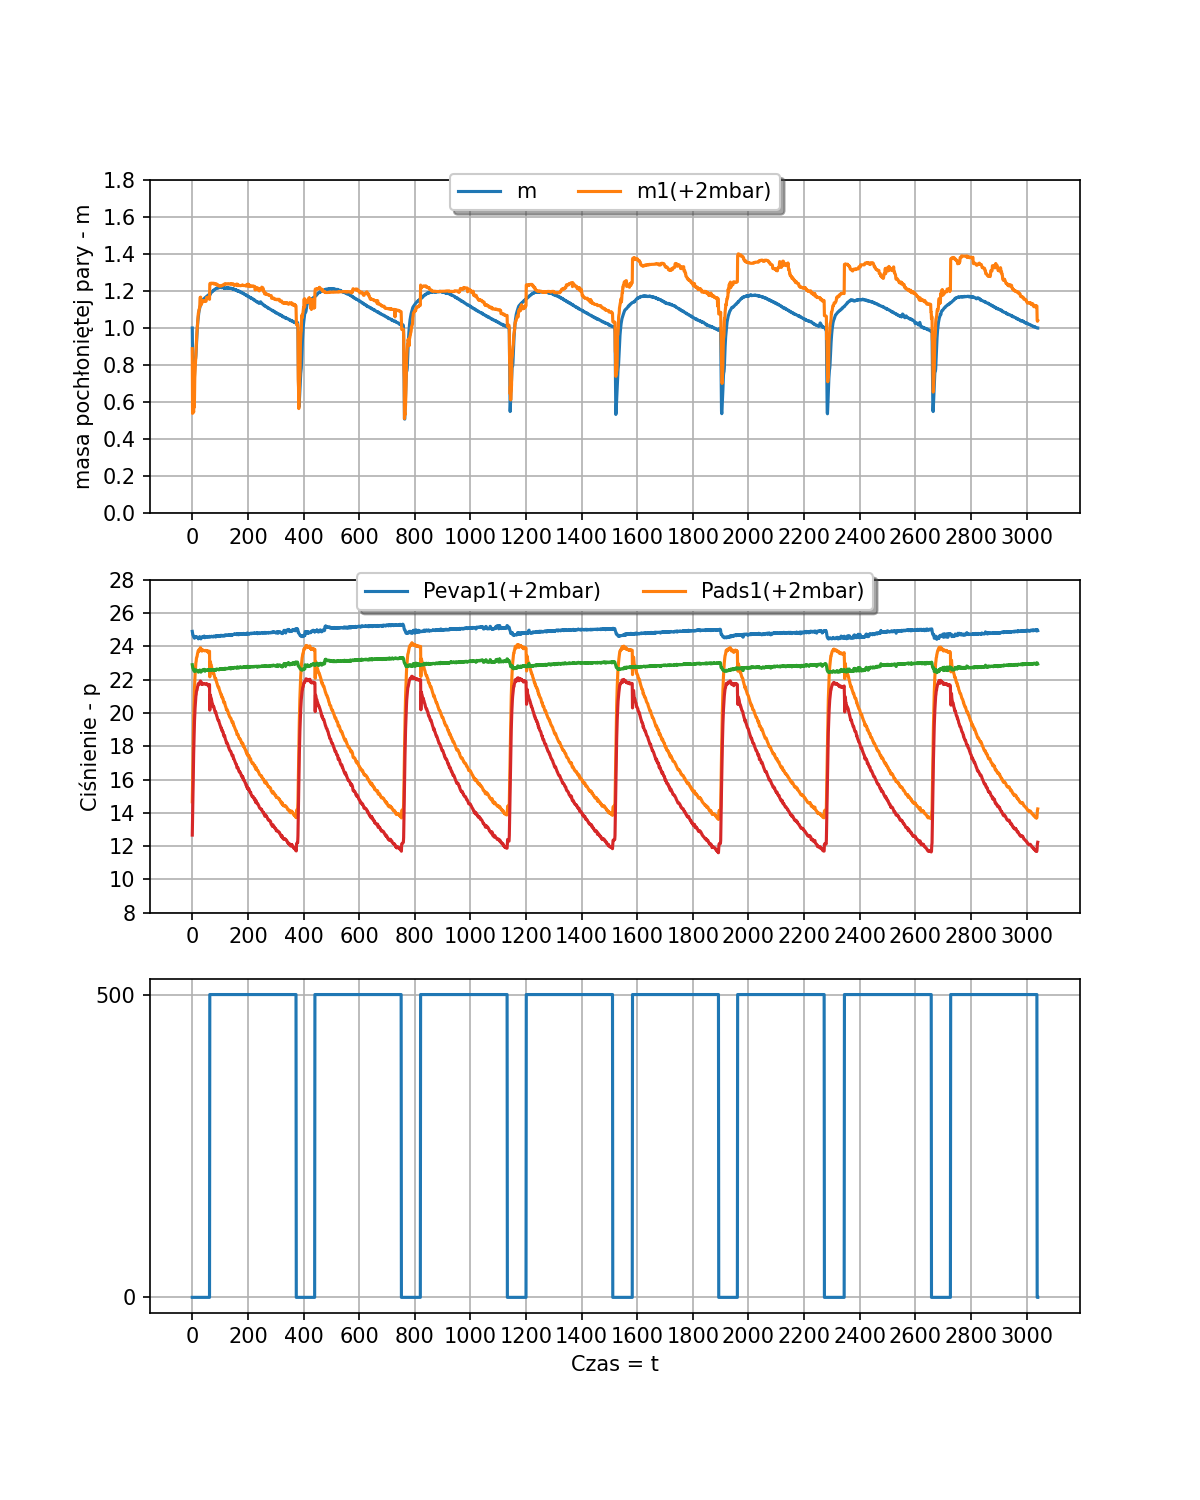 m m1(+2mbar)
masa pochłoniętej pary - m
1.8
1.6
1.4
1.2
1.0
0.8
0.6
0.4
0.2
0.0
0 200 400 600 800 1000 1200 1400 1600 1800 2000 2200 2400 2600 2800 3000
Pevap1(+2mbar) Pads1(+2mbar)
Ciśnienie - p
28
26
24
22
20
18
16
14
12
10
8
0 200 400 600 800 1000 1200 1400 1600 1800 2000 2200 2400 2600 2800 3000
500
0
0 200 400 600 800 1000 1200 1400 1600 1800 2000 2200 2400 2600 2800 3000
Czas = t